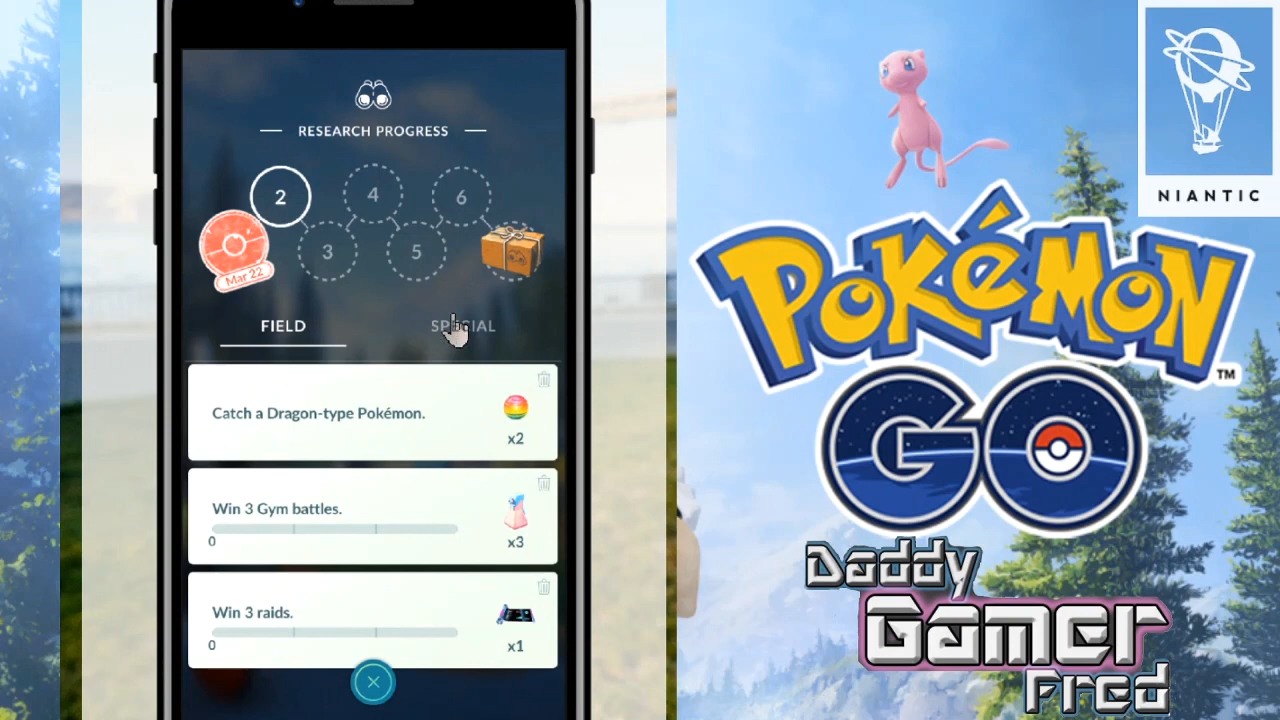 RESEARCH PROGRESS
2
4
6
3
5
Mar 22
FIELD
SPECIAL
Catch a Dragon-type Pokémon.
x2
Win 3 Gym battles.
0
x3
Win 3 raids.
0
x1
NIANTIC
POKéMON
TM
GO
Daddy
Gamer
Fred